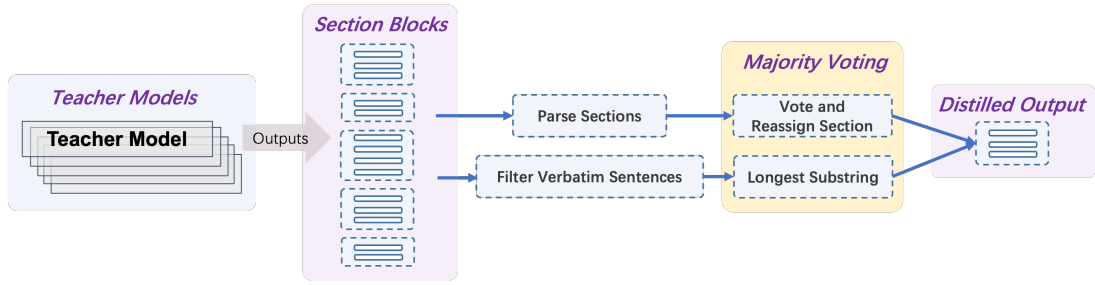 Teacher Models
Teacher Model
Outputs
Section Blocks
Parse Sections
Filter Verbatim Sentences
Majority Voting
Vote and
Reassign Section
Longest Substring
Distilled Output